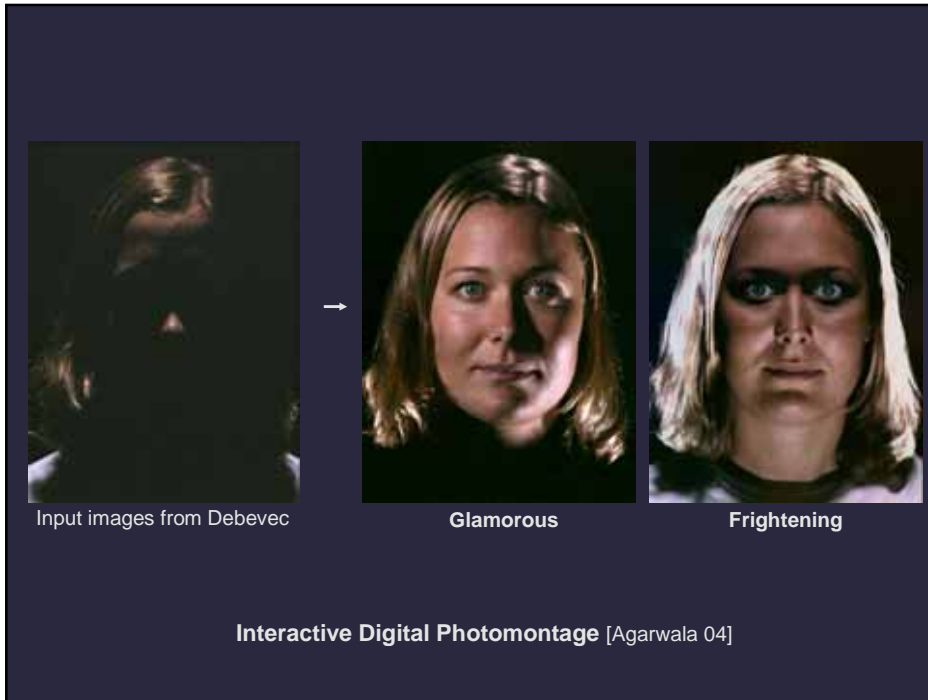 Input images from Debevec
Glamorous
Frightening
Interactive Digital Photomontage [Agarwala 04]